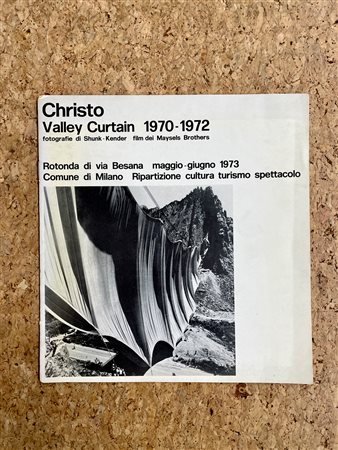 Christo
Valley Curtain 1970-1972
fotografie di Shunk-Kender film dei Maysels Brothers
Rotonda di via Besana maggio-giugno 1973
Comune di Milano Ripartizione cultura turismo spettacolo